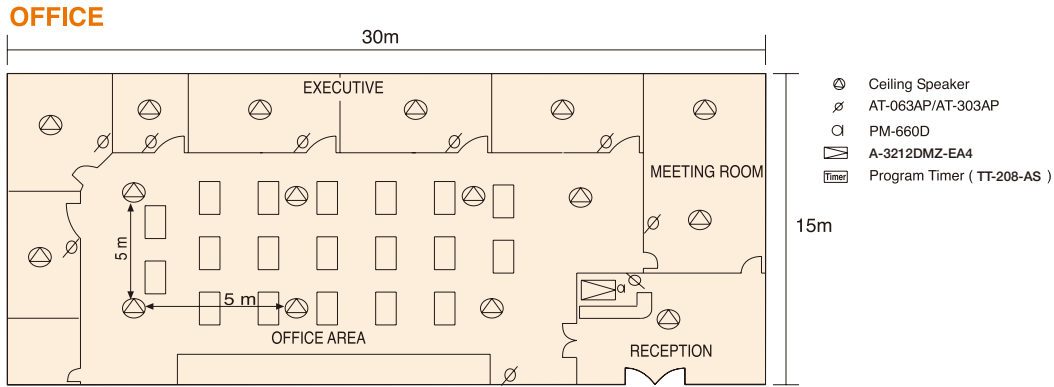 OFFICE
30m
EXECUTIVE
Ceiling Speaker
AT-063AP/AT-303AP
PM-660D
A-3212DMZ-EA4
Timer Program Timer ( TT-208-AS )
MEETING ROOM
15m
5 m
5 m
OFFICE AREA
RECEPTION